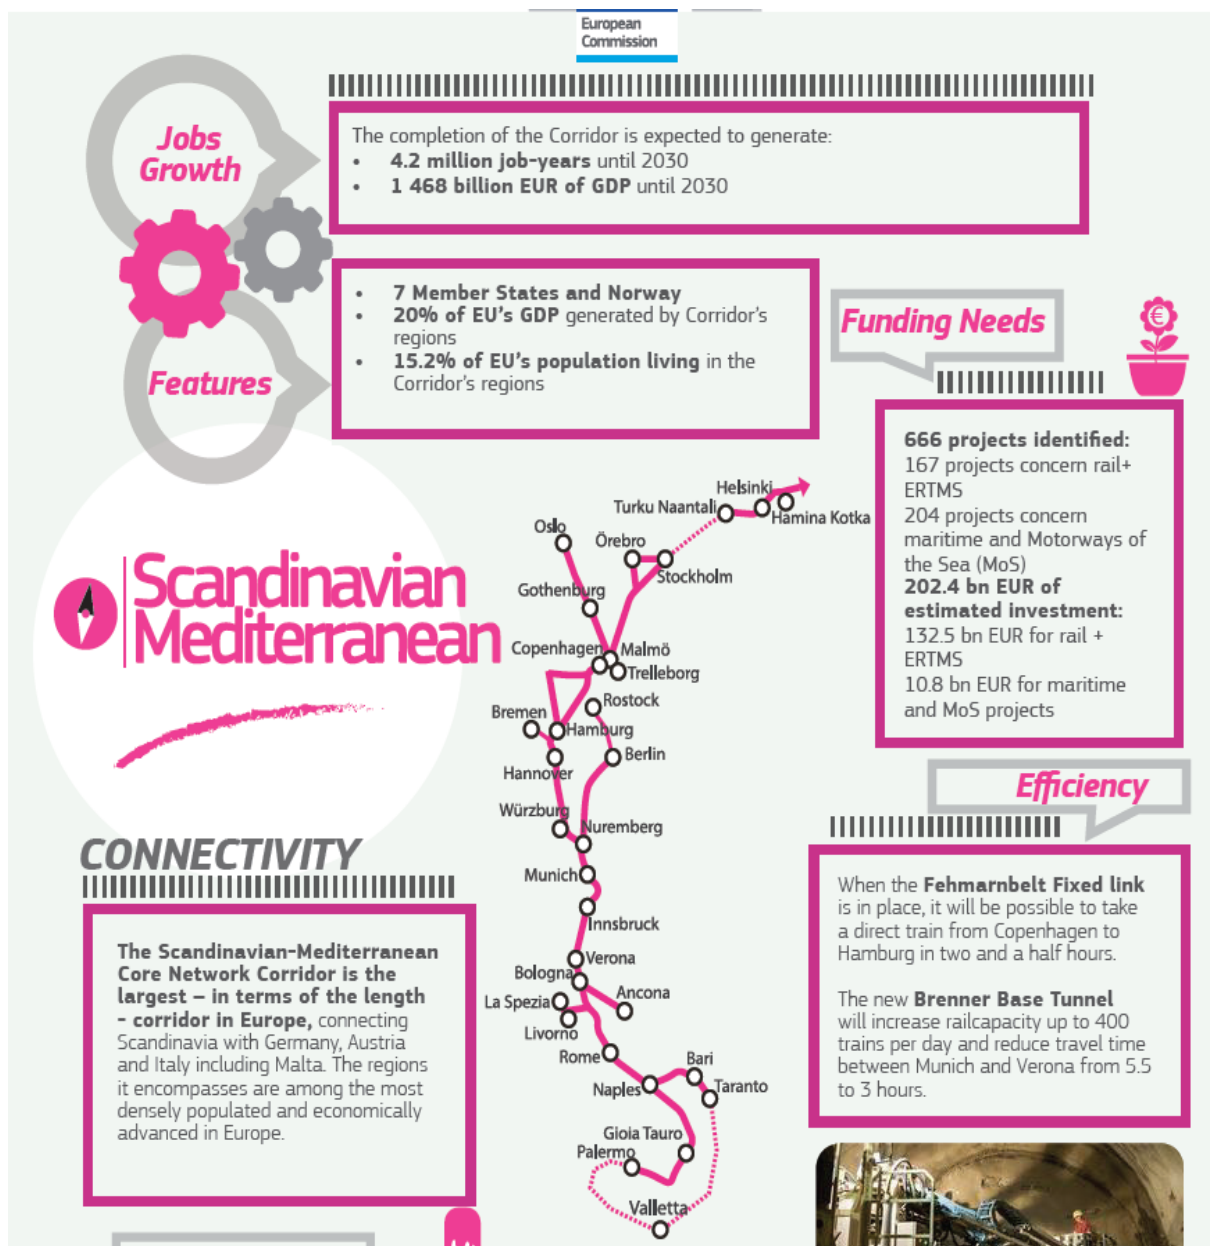 European
Commission
Jobs
Growth
The completion of the Corridor is expected to generate:
• 4.2 million job-years until 2030
• 1 468 billion EUR of GDP until 2030
Features
• 7 Member States and Norway
• 20% of EU's GDP generated by Corridor's
regions
• 15.2% of EU's population living in the
Corridor's regions
Funding Needs
€
666 projects identified:
167 projects concern rail+
ERTMS
204 projects concern
maritime and Motorways of
the Sea (MoS)
202.4 bn EUR of
estimated investment:
132.5 bn EUR for rail +
ERTMS
10.8 bn EUR for maritime
and MoS projects
Scandinavian
Mediterranean
Helsinki
Turku Naantali
Hamina Kotka
Oslo
Örebro
Stockholm
Gothenburg
Copenhagen
Malmö
Trelleborg
Rostock
Bremen
Hamburg
Berlin
Hannover
Würzburg
Nuremberg
Munich
Innsbruck
Verona
Bologna
Ancona
La Spezia
Livorno
Rome
Bari
Naples
Taranto
Gioia Tauro
Palermo
Valletta
CONNECTIVITY
The Scandinavian-Mediterranean
Core Network Corridor is the
largest – in terms of the length
- corridor in Europe, connecting
Scandinavia with Germany, Austria
and Italy including Malta. The regions
it encompasses are among the most
densely populated and economically
advanced in Europe.
Efficiency
When the Fehmarnbelt Fixed link
is in place, it will be possible to take
a direct train from Copenhagen to
Hamburg in two and a half hours.
The new Brenner Base Tunnel
will increase railcapacity up to 400
trains per day and reduce travel time
between Munich and Verona from 5.5
to 3 hours.